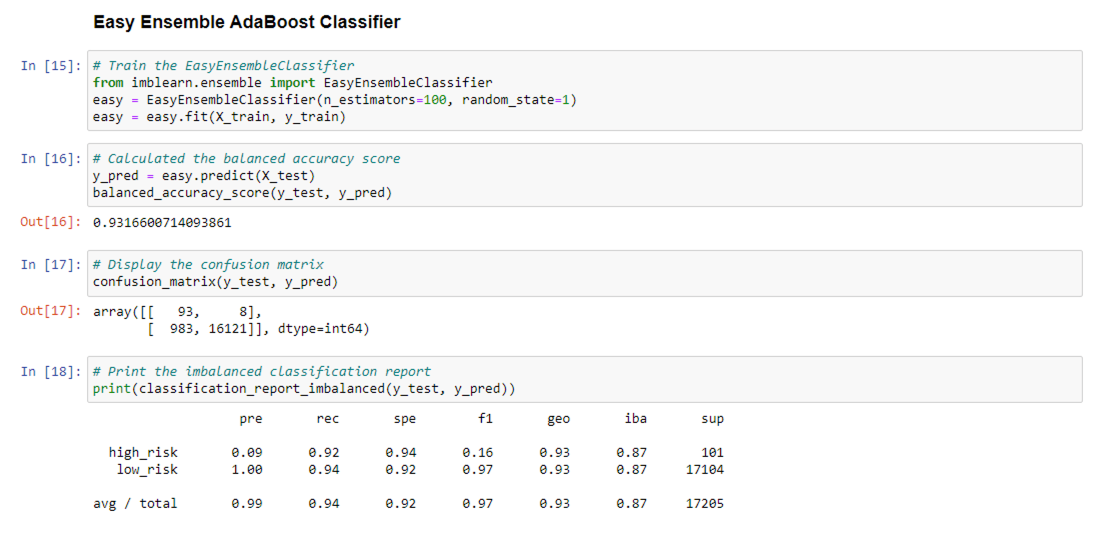 Easy Ensemble AdaBoost Classifier
In [15]: # Train the EasyEnsembleClassifier
from imblearn.ensemble import EasyEnsembleClassifier
easy = EasyEnsembleClassifier(n_estimators=100, random_state=1)
easy = easy.fit(X_train, y_train)
In [16]: # Calculated the balanced accuracy score
y_pred = easy.predict(X_test)
balanced_accuracy_score(y_test, y_pred)
Out[16]: 0.9316600714093861
In [17]: # Display the confusion matrix
confusion_matrix(y_test, y_pred)
Out[17]: array([[   93,     8],
       [  983, 16121]], dtype=int64)
In [18]: # Print the imbalanced classification report
print(classification_report_imbalanced(y_test, y_pred))
pre rec spe f1 geo iba sup
high_risk 0.09 0.92 0.94 0.16 0.93 0.87 101
low_risk 1.00 0.94 0.92 0.97 0.93 0.87 17104
avg / total 0.99 0.94 0.92 0.97 0.93 0.87 17205